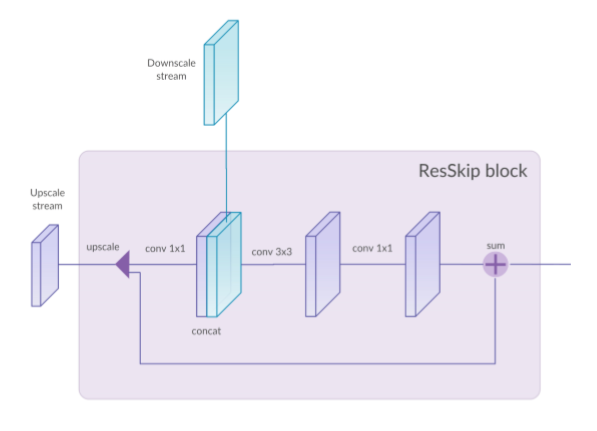 Downscale
stream
ResSkip block
Upscale
stream
upscale
conv 1x1
conv 3x3
conv 1x1
sum
concat